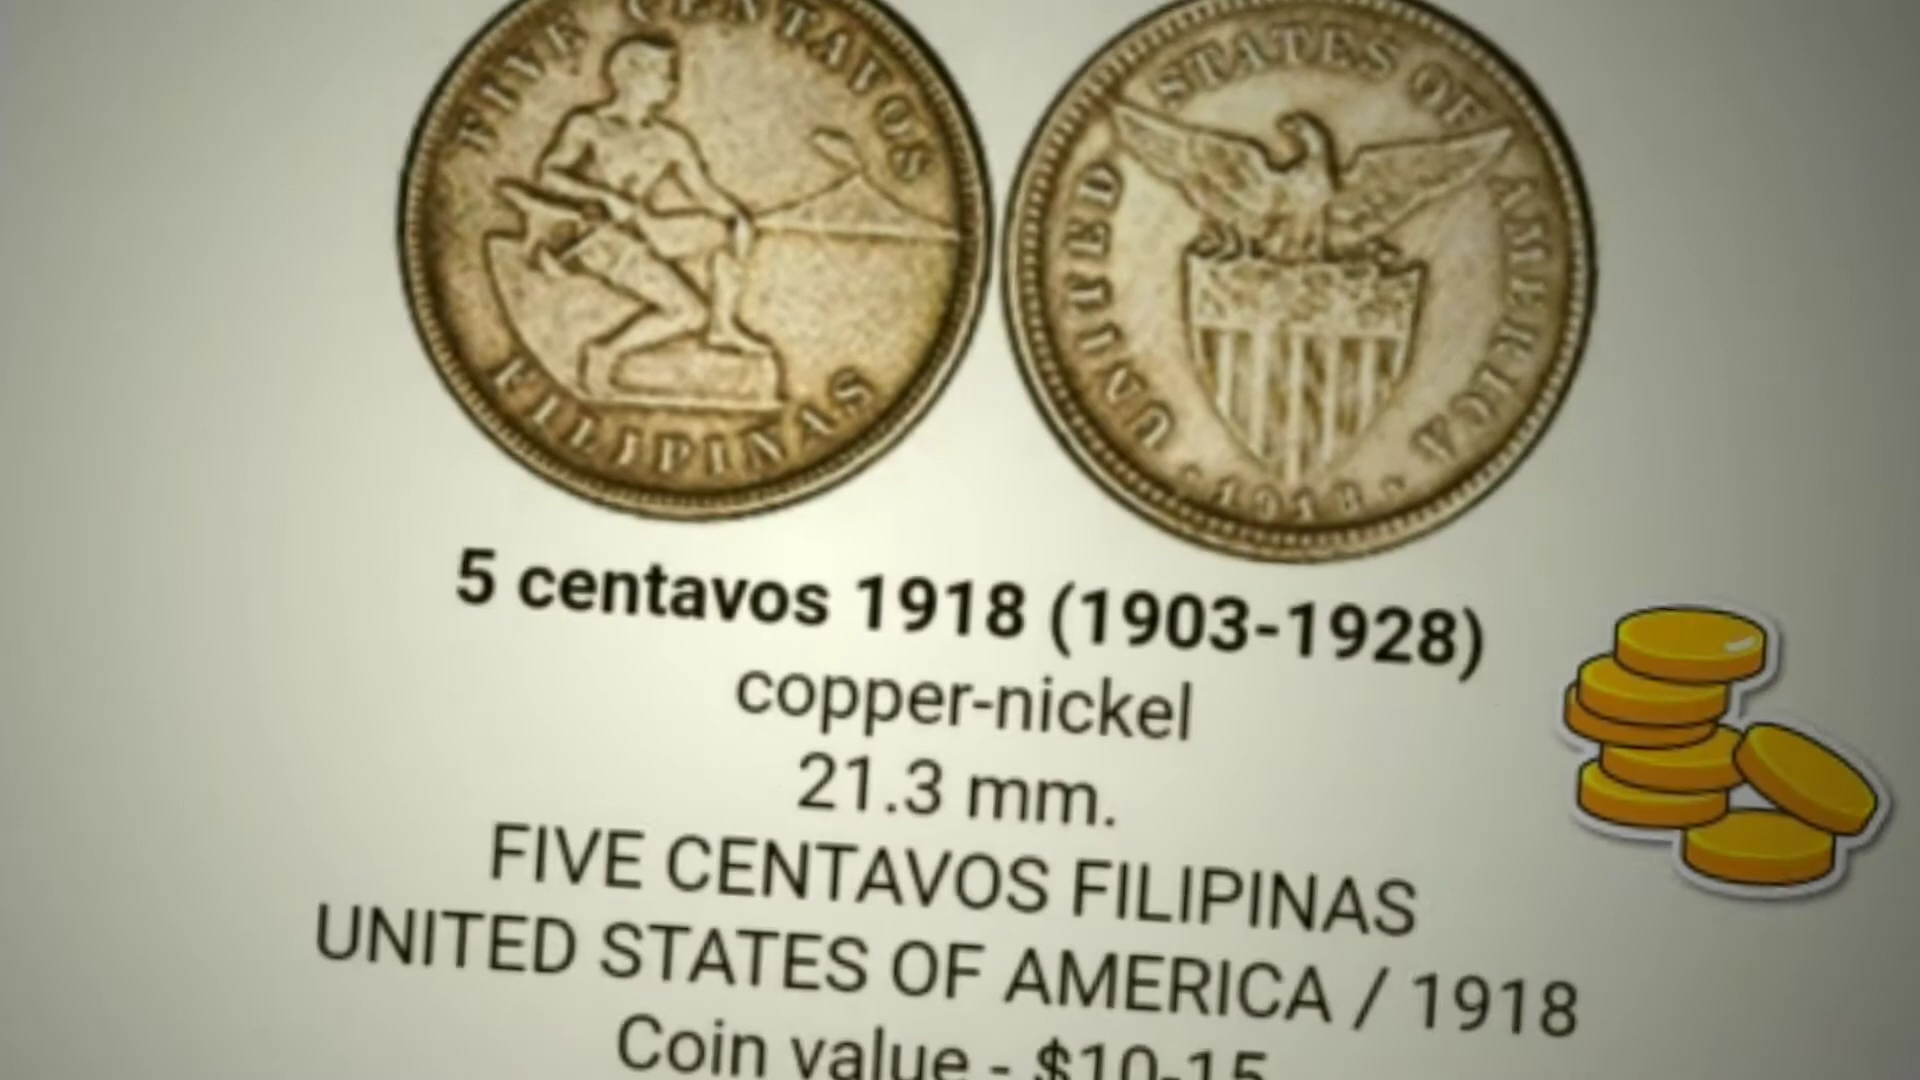 FIVE CENTAVOS
FILIPINAS
UNITED STATES OF AMERICA
1918
5 centavos 1918 (1903-1928)
copper-nickel
21.3 mm.
FIVE CENTAVOS FILIPINAS
UNITED STATES OF AMERICA / 1918
Coin value - $10-15